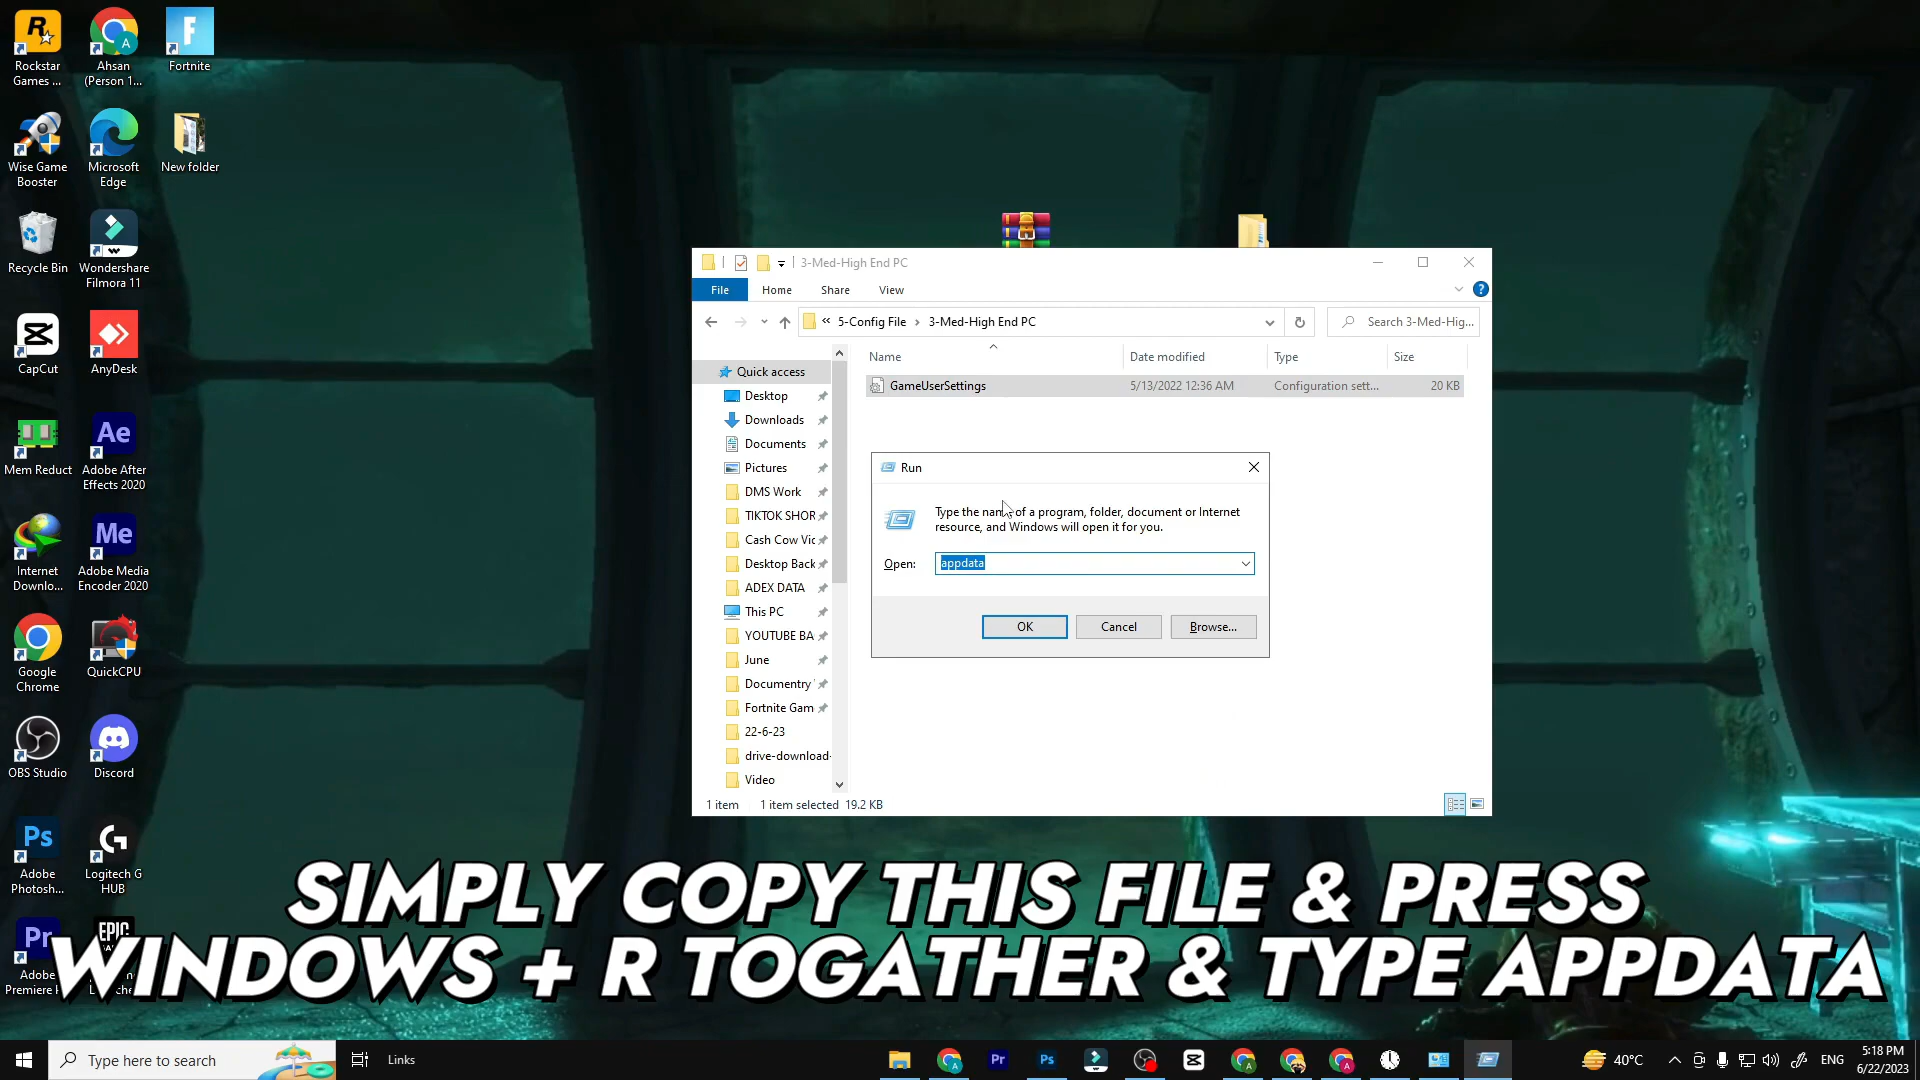 Rockstar
Games ...
Ahsan
(Person 1...
Fortnite
Wise Game
Booster
Microsoft
Edge
New folder
Recycle Bin
Wondershare
Filmora 11
CapCut
AnyDesk
Mem Reduct
Adobe After
Effects 2020
Internet
Downlo...
Adobe Media
Encoder 2020
Google
Chrome
QuickCPU
OBS Studio
Discord
Adobe
Photosh...
Logitech G
HUB
Adobe
Premiere
3-Med-High End PC
File
Home
Share
View
5-Config File
3-Med-High End PC
Search 3-Med-Hig...
Name
Date modified
Type
Size
GameUserSettings
5/13/2022 12:36 AM
Configuration sett...
20 KB
Quick access
Desktop
Downloads
Documents
Pictures
DMS Work
TIKTOK SHOR
Cash Cow Vic
Desktop Back
ADEX DATA
This PC
YOUTUBE BA
June
Documentry
Fortnite Gam
22-6-23
drive-download-
Video
1 item
1 item selected 19.2 KB
Run
Type the name of a program, folder, document or Internet
resource, and Windows will open it for you.
Open:
appdata
OK
Cancel
Browse...
SIMPLY COPY THIS FILE & PRESS
WINDOWS + R TOGATHER & TYPE APPDATA
Type here to search
Links
40°C
ENG
5:18 PM
6/22/2023